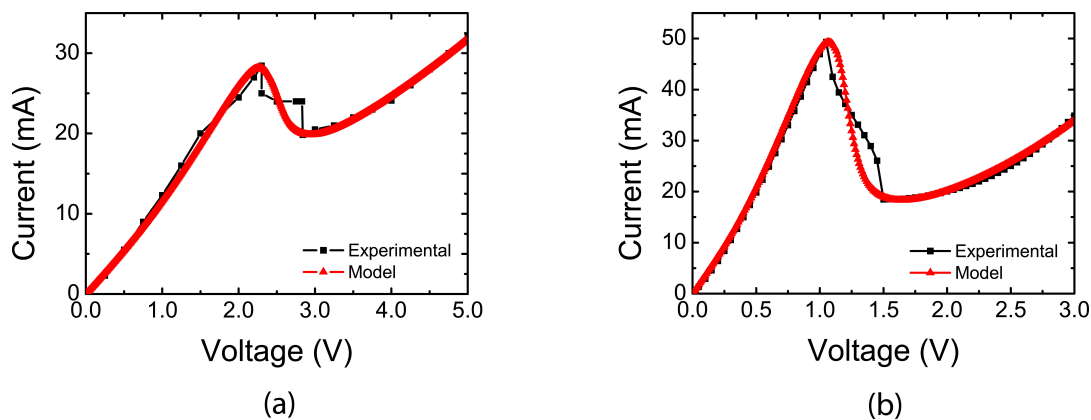 30
20
10
0
0.0 1.0 2.0 3.0 4.0 5.0
Current (mA)
Voltage (V)
Experimental
Model
(a)
50
40
30
20
10
0
0.0 0.5 1.0 1.5 2.0 2.5 3.0
Current (mA)
Voltage (V)
Experimental
Model
(b)